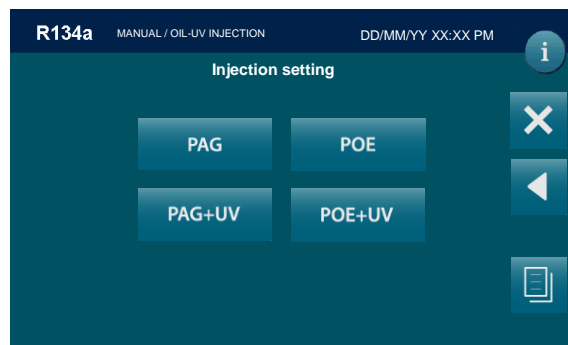 R134a MANUAL / OIL-UV INJECTION DD/MM/YY XX:XX PM
i
Injection setting
PAG POE
PAG+UV POE+UV